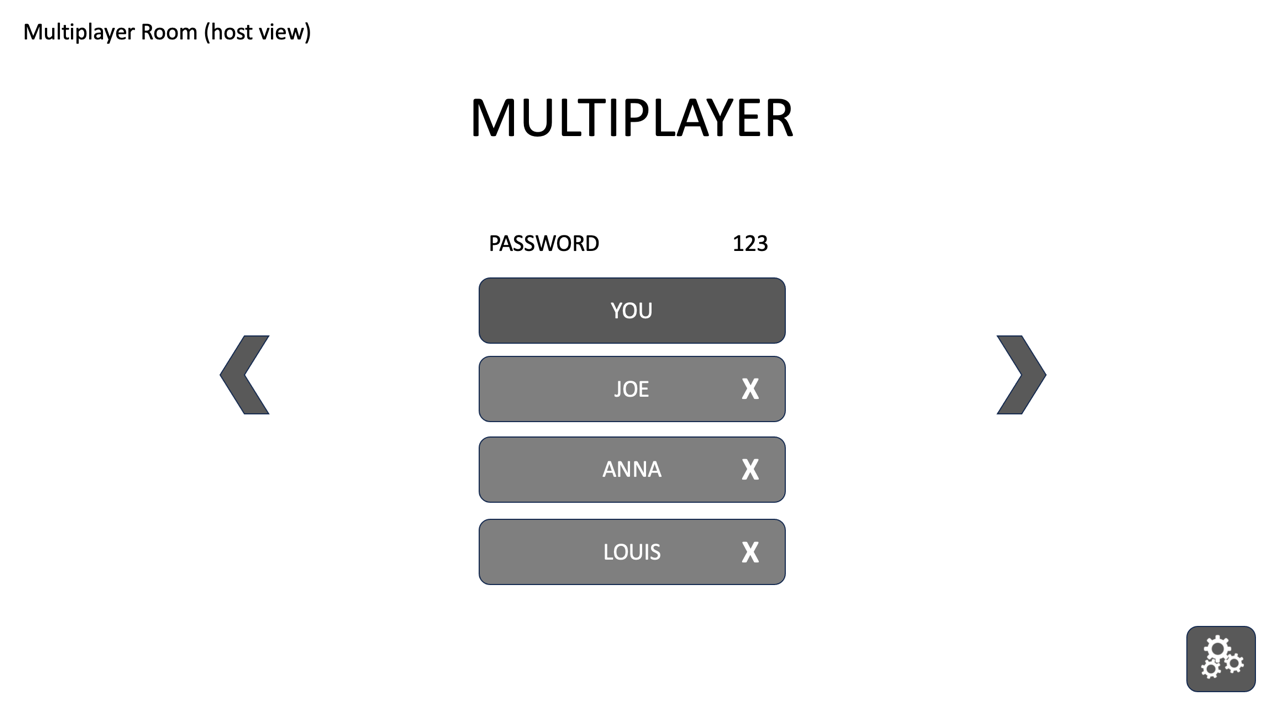 Multiplayer Room (host view)
MULTIPLAYER
PASSWORD 123
YOU
JOE X
ANNA X
LOUIS X